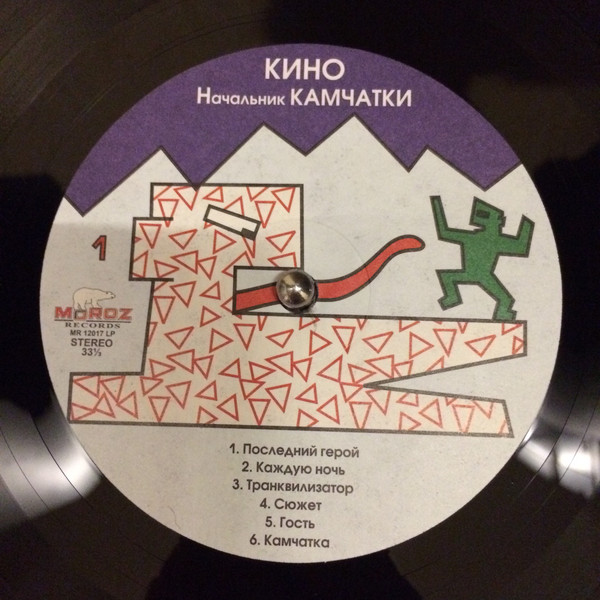 КИНО
Начальник КАМЧАТКИ
1
MOROZ
RECORDS
MR 12017 LP
STEREO
33⅓
1. Последний герой
2. Каждую ночь
3. Транквилизатор
4. Сюжет
5. Гость
6. Камчатка